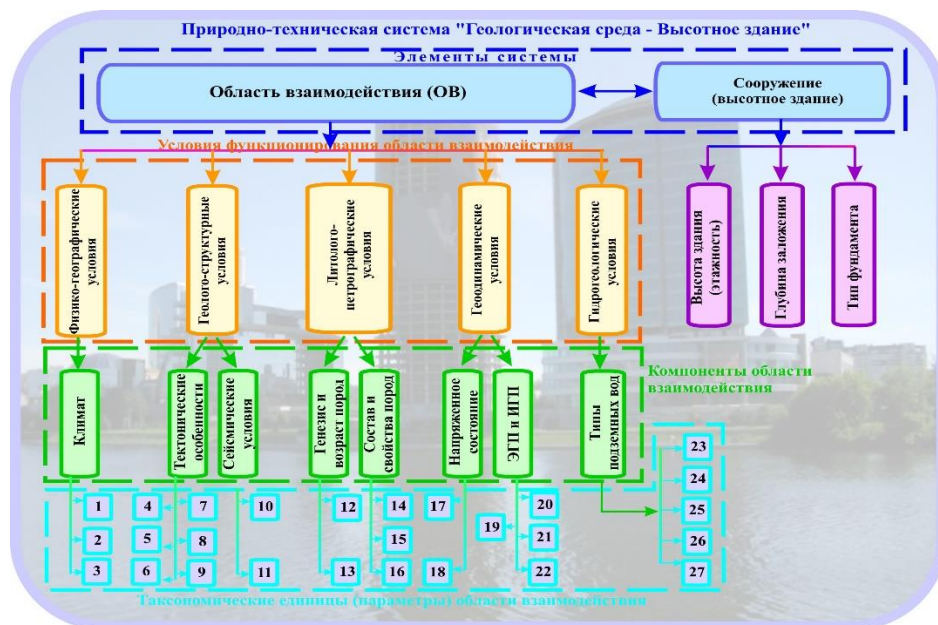 Природно-техническая система "Геологическая среда - Высотное здание"
Элементы системы
Область взаимодействия (ОВ)
Сооружение
(высотное здание)
Условия функционирования области взаимодействия
Физико-географические
условия
Геолого-структурные
условия
Литолого-
петрографические
условия
Геоодинамические
условия
Гидрогеологические
условия
Высота здания
(этажность)
Глубина заложения
Тип фундамента
Компоненты области
взаимодействия
Климат
Тектонические
особенности
Сейсмические
условия
Генезис и
возраст пород
Состав и
свойства пород
Напряженное
состояние
ЭГП и ИГП
Типы
подземных вод
1
2
3
4
5
6
7
8
9
10
11
12
13
14
15
16
17
18
19
20
21
22
23
24
25
26
27
Таксономические единицы (параметры) области взаимодействия